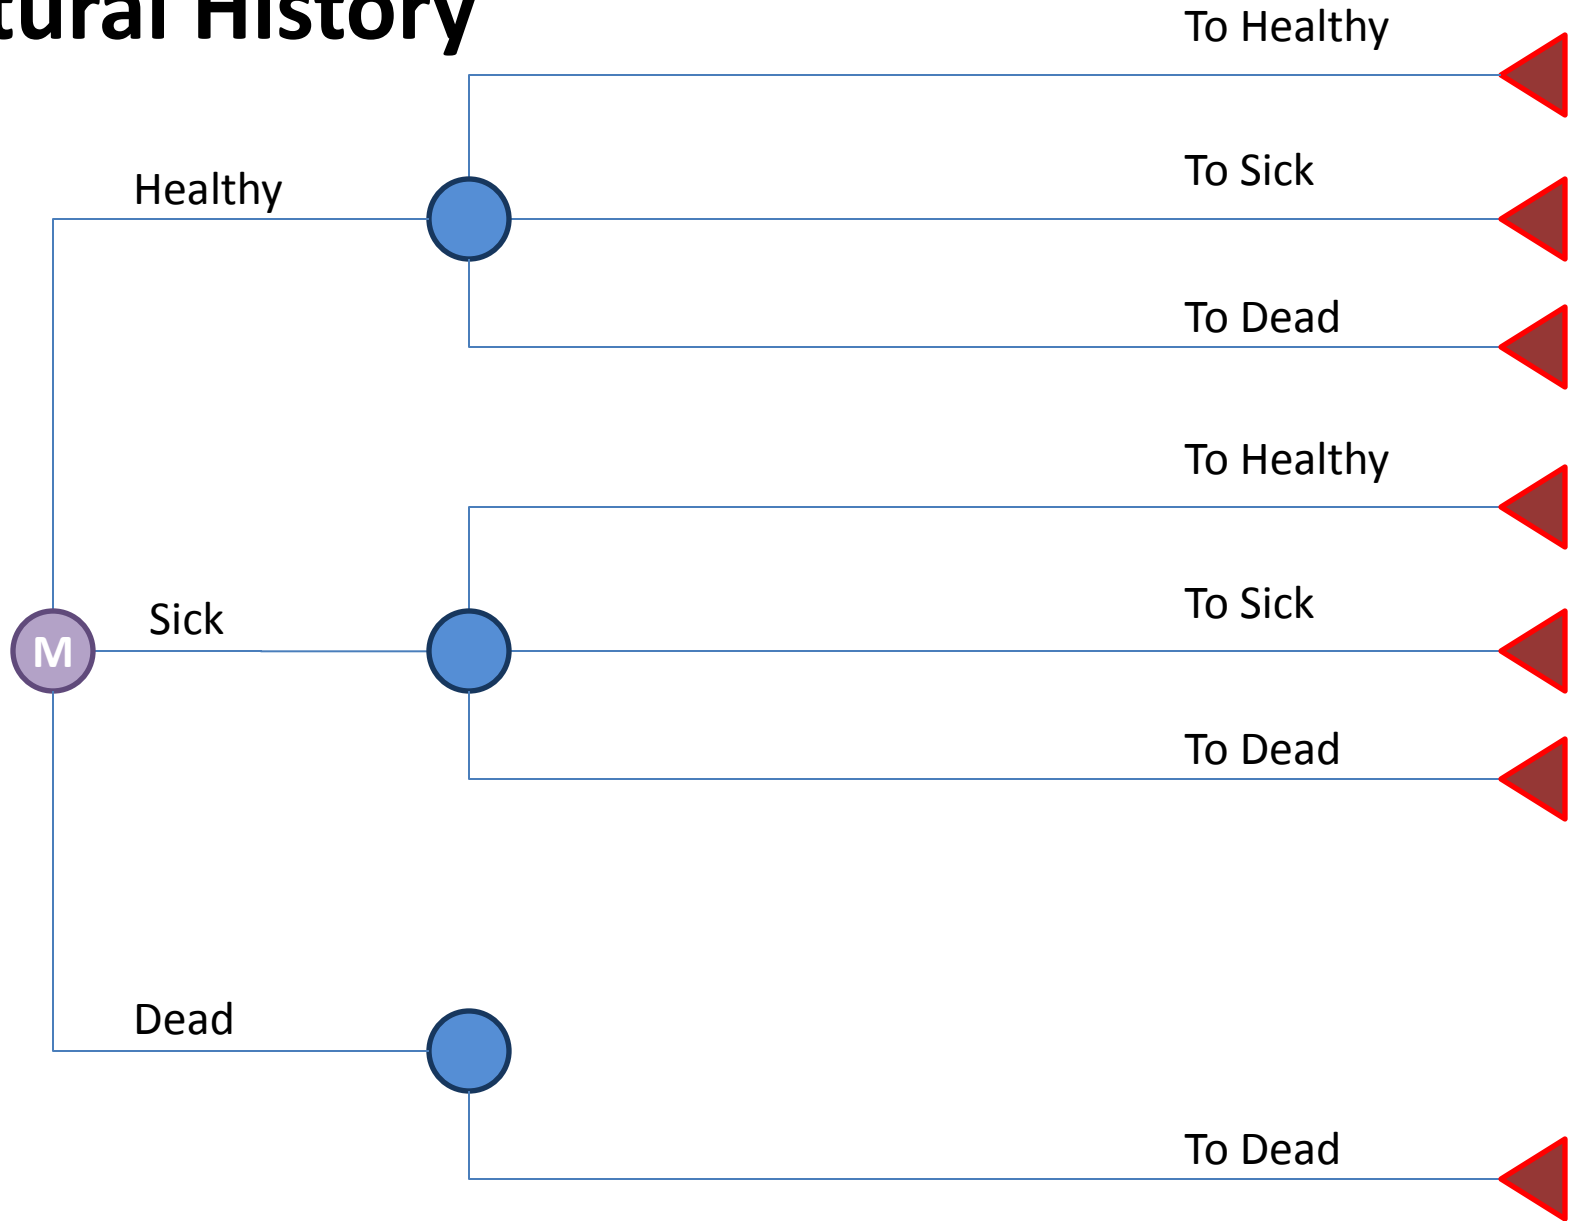 tural History
To Healthy
To Sick
Healthy
To Dead
To Healthy
To Sick
Sick
M
To Dead
Dead
To Dead